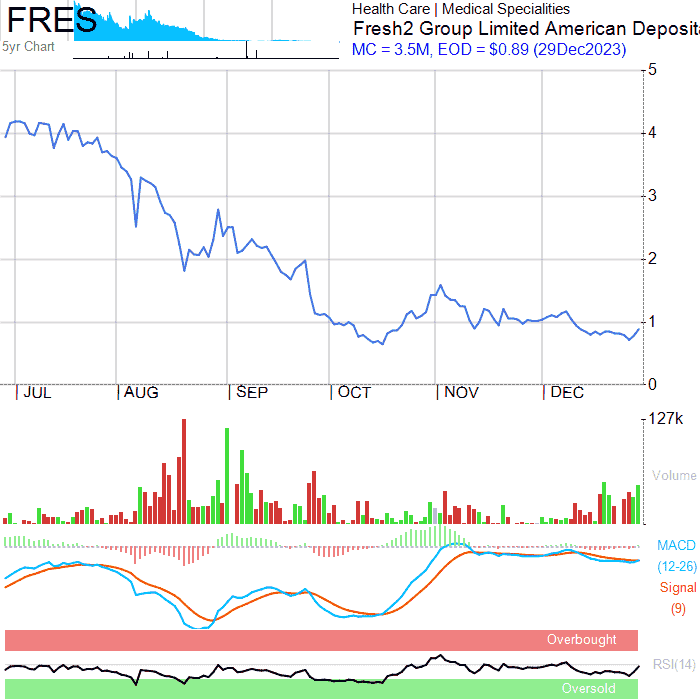 FRES
5yr Chart
Health Care | Medical Specialities
Fresh2 Group Limited American Deposit
MC = 3.5M, EOD = $0.89 (29Dec2023)
5
4
3
2
1
0
JUL AUG SEP OCT NOV DEC
127k
Volume
MACD
(12-26)
Signal
(9)
Overbought
RSI(14)
Oversold